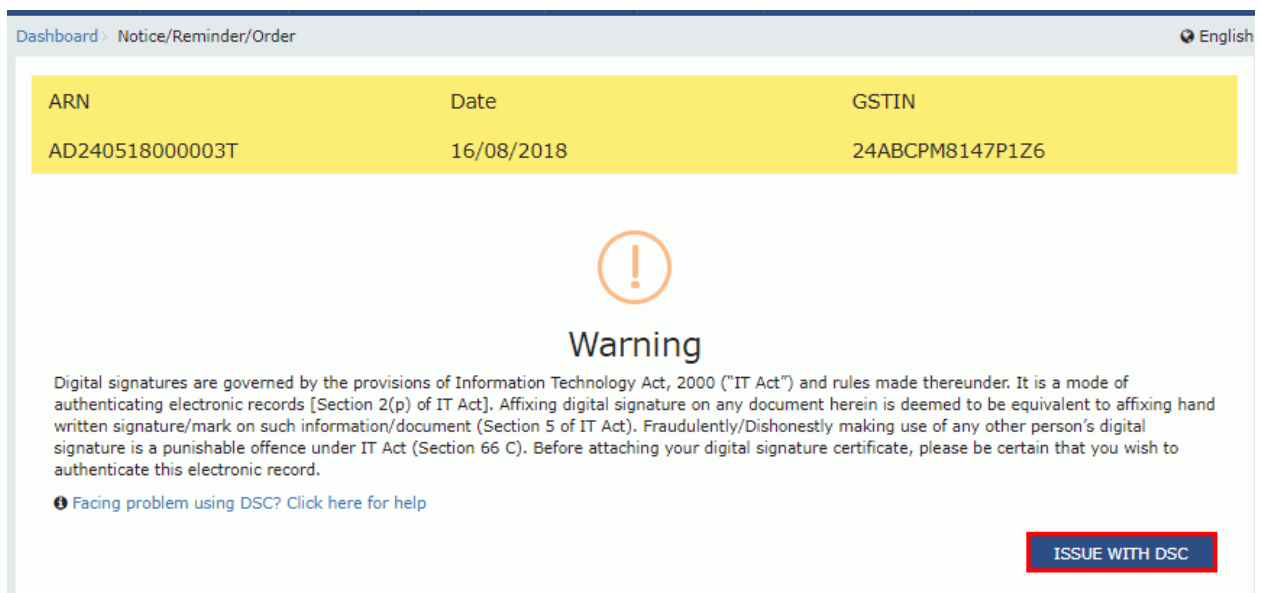 Dashboard› Notice/Reminder/Order English
ARN Date GSTIN
AD240518000003T 16/08/2018 24ABCPM8147P1Z6
Warning
Digital signatures are governed by the provisions of Information Technology Act, 2000 (“IT Act”) and rules made thereunder. It is a mode of
authenticating electronic records [Section 2(p) of IT Act]. Affixing digital signature on any document herein is deemed to be equivalent to affixing hand
written signature/mark on such information/document (Section 5 of IT Act). Fraudulently/Dishonestly making use of any other person’s digital
signature is a punishable offence under IT Act (Section 66 C). Before attaching your digital signature certificate, please be certain that you wish to
authenticate this electronic record.
Facing problem using DSC? Click here for help
ISSUE WITH DSC